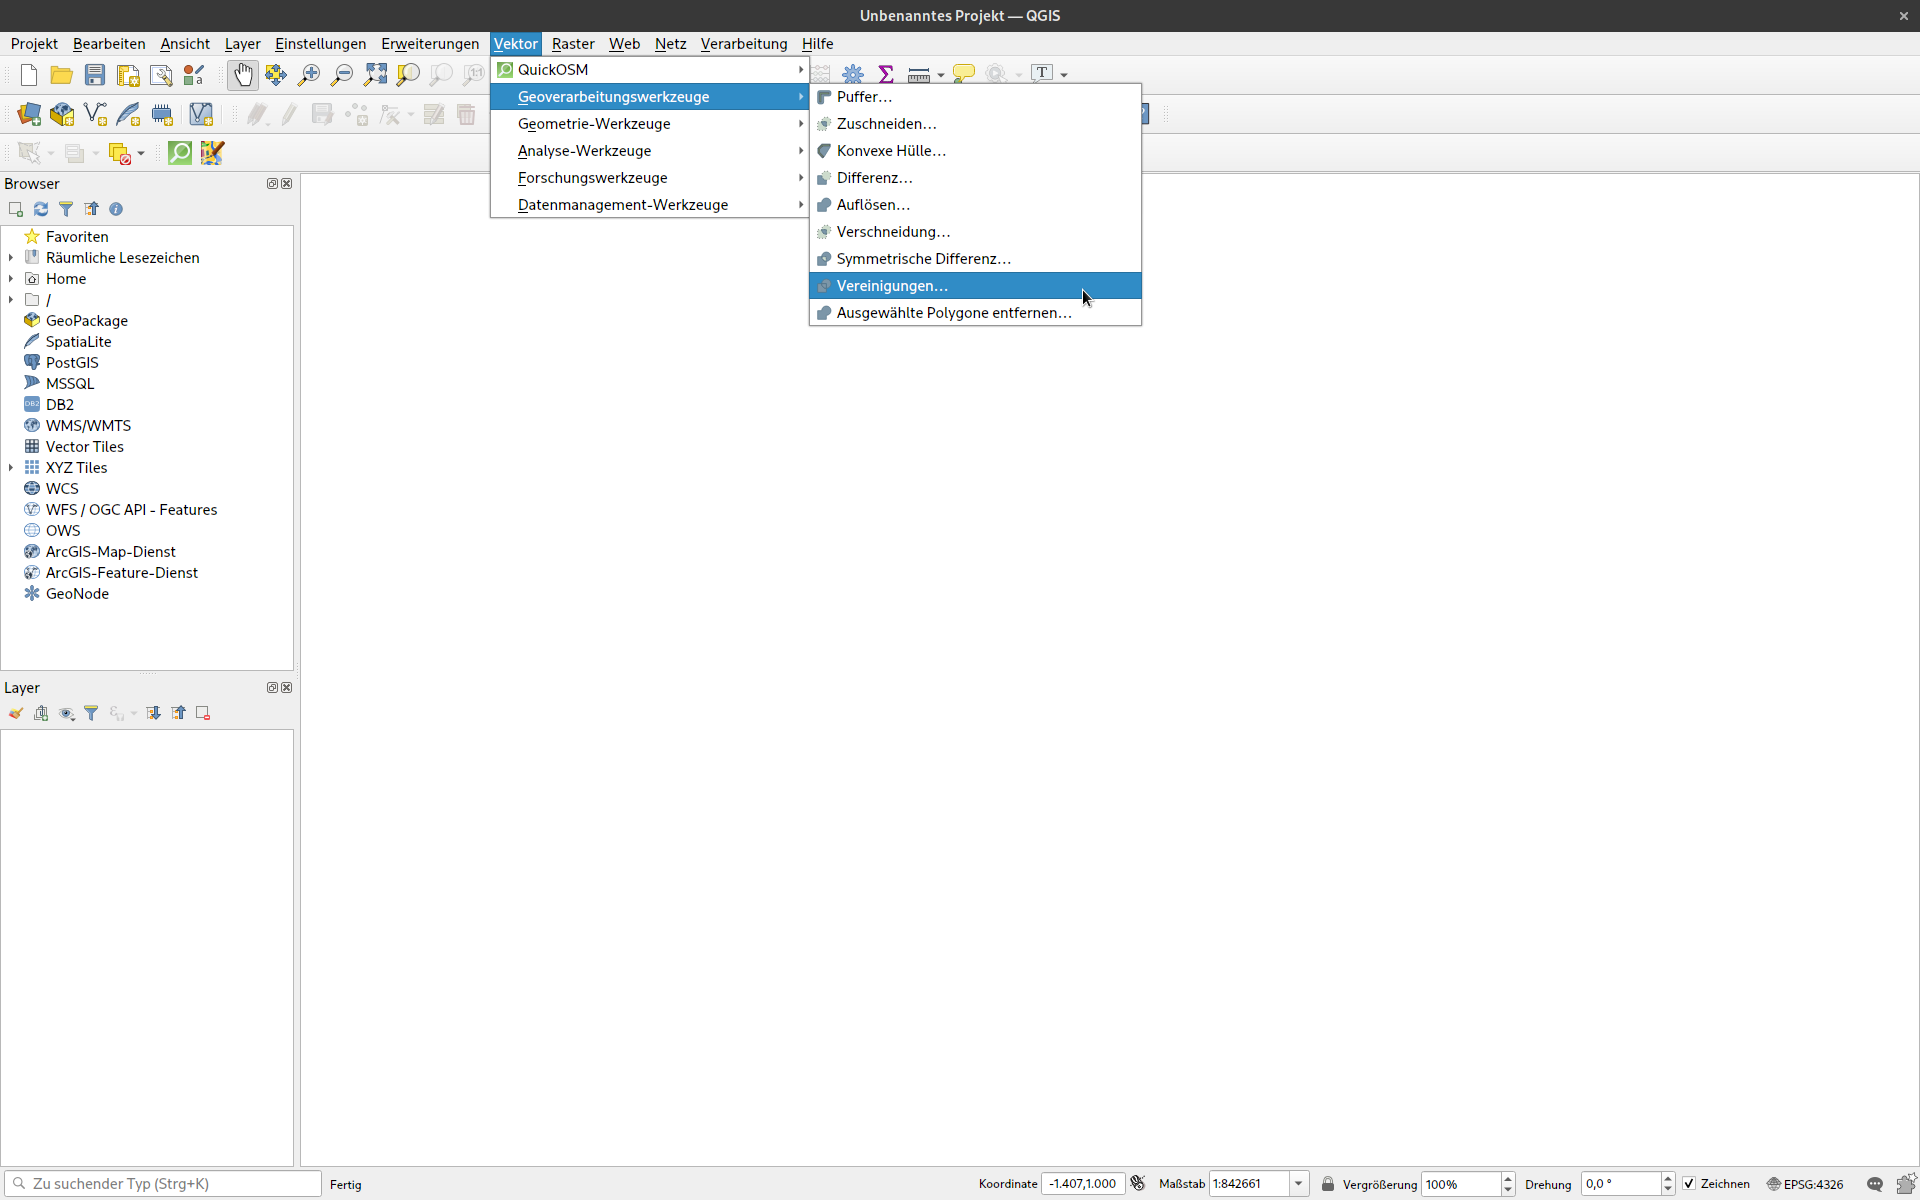 Unbenanntes Projekt — QGIS
Projekt Bearbeiten Ansicht Layer Einstellungen Erweiterungen Vektor Raster Web Netz Verarbeitung Hilfe
QuickOSM
Geoverarbeitungswerkzeuge
Geometrie-Werkzeuge
Analyse-Werkzeuge
Forschungswerkzeuge
Datenmanagement-Werkzeuge
Puffer…
Zuschneiden…
Konvexe Hülle…
Differenz…
Auflösen…
Verschneidung…
Symmetrische Differenz…
Vereinigungen…
Ausgewählte Polygone entfernen…
Browser
Favoriten
Räumliche Lesezeichen
Home
/
GeoPackage
SpatiaLite
PostGIS
MSSQL
DB2
WMS/WMTS
Vector Tiles
XYZ Tiles
WCS
WFS / OGC API - Features
OWS
ArcGIS-Map-Dienst
ArcGIS-Feature-Dienst
GeoNode
Layer
Zu suchender Typ (Strg+K) Fertig Koordinate -1.407,1.000 Maßstab 1:842661 Vergrößerung 100% Drehung 0,0 ° Zeichnen EPSG:4326